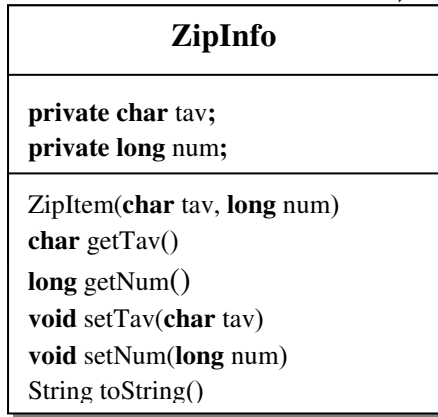 ZipInfo
private char tav;
private long num;
ZipItem(char tav, long num)
char getTav()
long getNum()
void setTav(char tav)
void setNum(long num)
String toString()